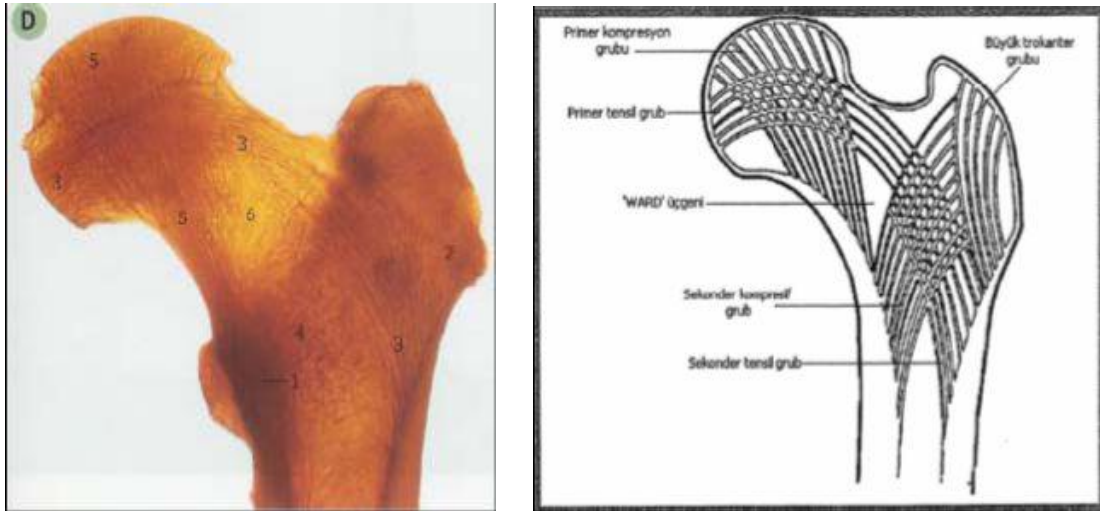 D
5
3
3
5
6
2
4
3
1
Primer kompresyon
grubu
Büyük trokanter
grubu
Primer tensil grub
'WARD' üçgeni
Sekonder kompresif
grub
Sekonder tensil grub